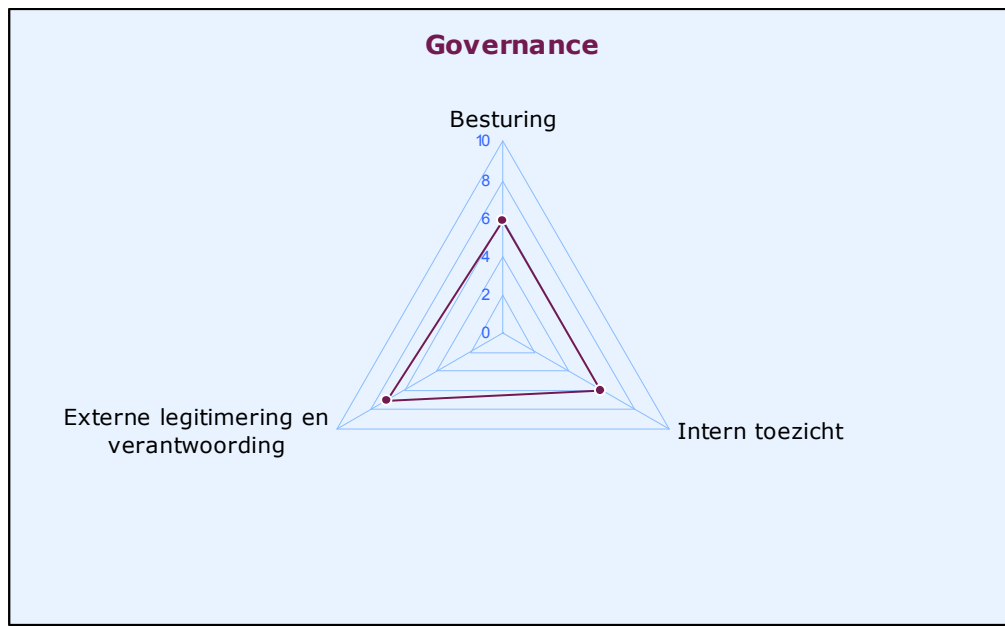 Governance
Besturing
10
8
6
4
2
0
Externe legitimering en
verantwoording
Intern toezicht